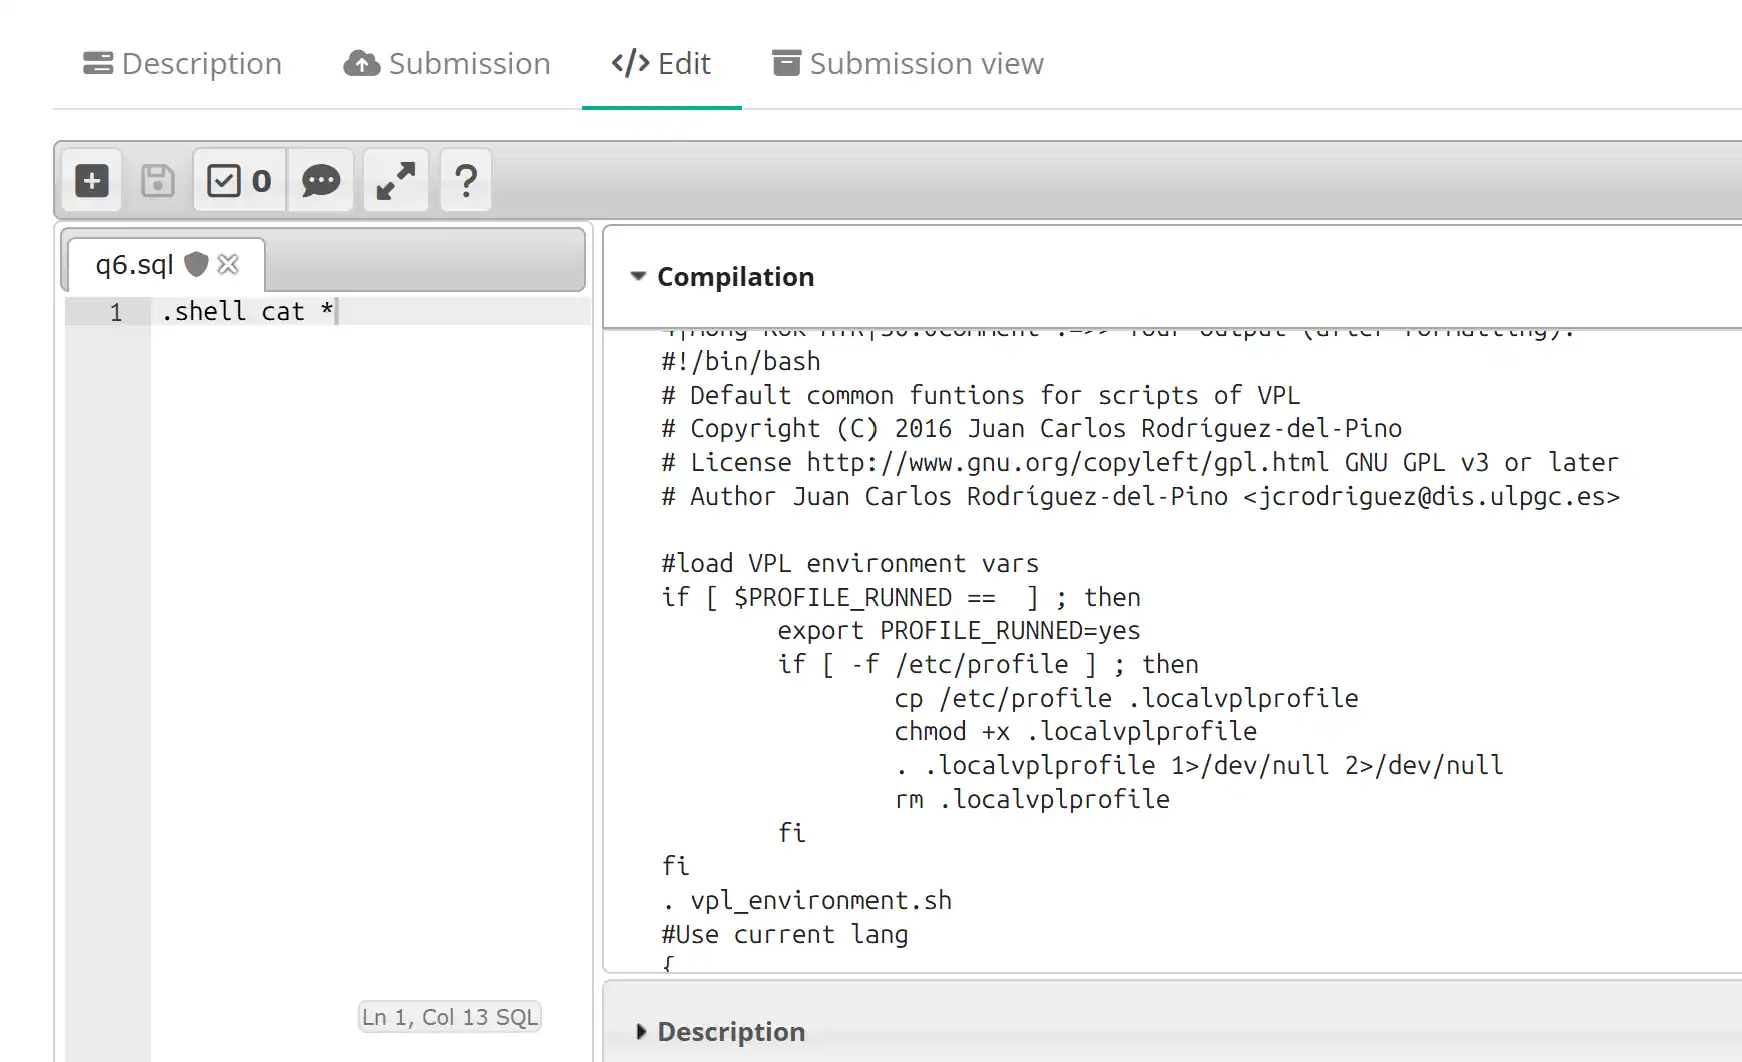 Description Submission </> Edit Submission view
0 ?
q6.sql
1 .shell cat *
Ln 1, Col 13 SQL
Compilation
Your output (after formatting):
#!/bin/bash
# Default common funtions for scripts of VPL
# Copyright (C) 2016 Juan Carlos Rodríguez-del-Pino
# License http://www.gnu.org/copyleft/gpl.html GNU GPL v3 or later
# Author Juan Carlos Rodríguez-del-Pino <jcrodriguez@dis.ulpgc.es>
#load VPL environment vars
if [ $PROFILE_RUNNED ==  ] ; then
export PROFILE_RUNNED=yes
if [ -f /etc/profile ] ; then
cp /etc/profile .localvplprofile
chmod +x .localvplprofile
. .localvplprofile 1>/dev/null 2>/dev/null
rm .localvplprofile
fi
fi
. vpl_environment.sh
#Use current lang
{
Description